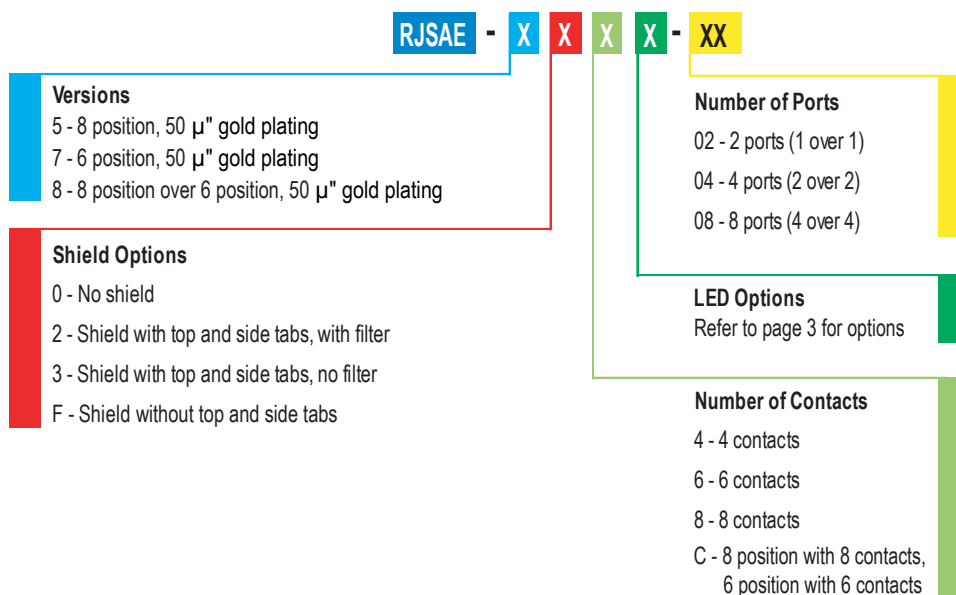 RJSAE - X X X X - XX
Versions
5 - 8 position, 50 µ" gold plating
7 - 6 position, 50 µ" gold plating
8 - 8 position over 6 position, 50 µ" gold plating
Shield Options
0 - No shield
2 - Shield with top and side tabs, with filter
3 - Shield with top and side tabs, no filter
F - Shield without top and side tabs
Number of Ports
02 - 2 ports (1 over 1)
04 - 4 ports (2 over 2)
08 - 8 ports (4 over 4)
LED Options
Refer to page 3 for options
Number of Contacts
4 - 4 contacts
6 - 6 contacts
8 - 8 contacts
C - 8 position with 8 contacts,
6 position with 6 contacts